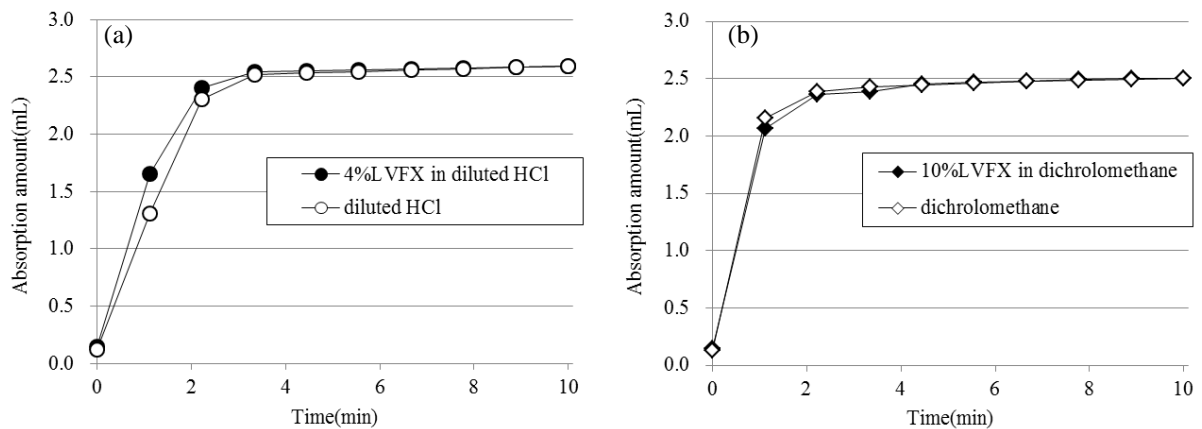 (a)
3.0
2.5
2.0
1.5
1.0
0.5
0.0
Absorption amount(mL)
4%LVFX in diluted HCl
diluted HCl
0 2 4 6 8 10
Time(min)
(b)
3.0
2.5
2.0
1.5
1.0
0.5
0.0
Absorption amount(mL)
10%LVFX in dichrolomethane
dichrolomethane
0 2 4 6 8 10
Time(min)